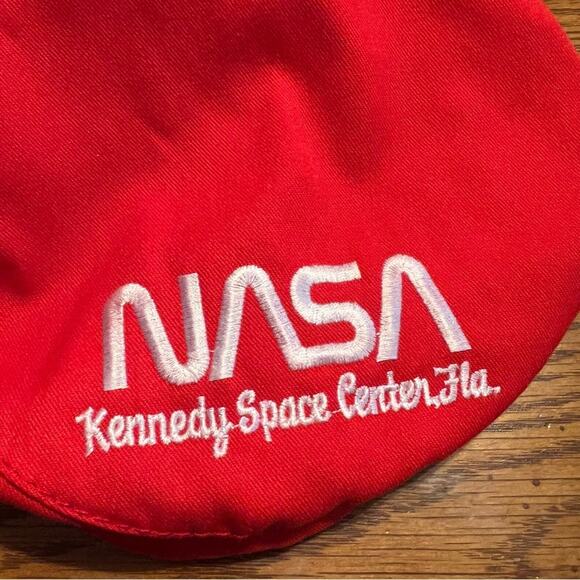 NASA
Kennedy Space Center, Fla.